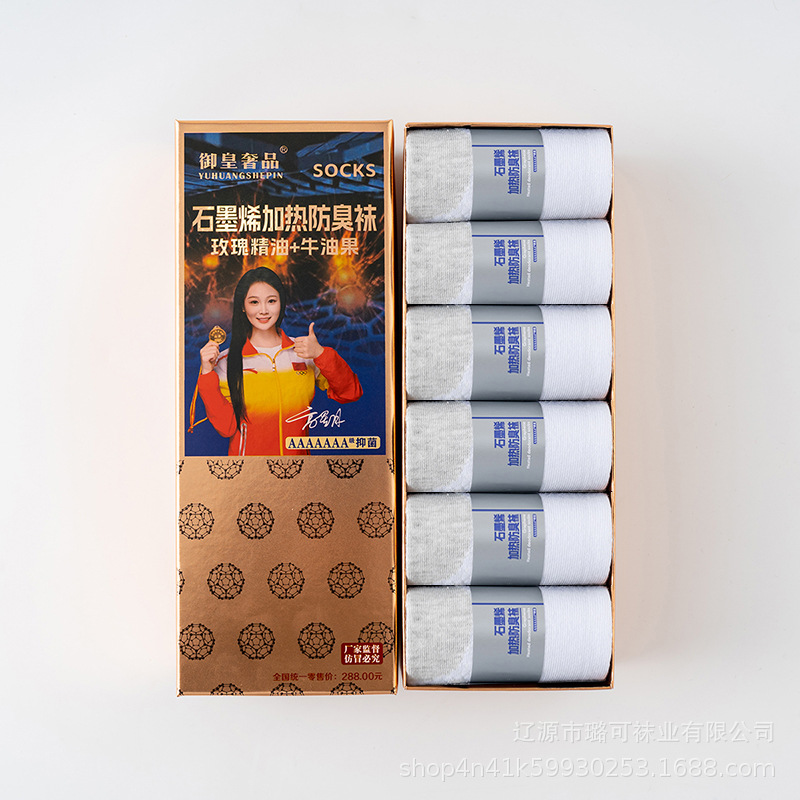 御皇奢品®
YUHUANGSHEPIN
SOCKS
石墨烯加热防臭袜
玫瑰精油+牛油果
AAAAAAA级抑菌
厂家监督
仿冒必究
全国统一零售价：288.00元
石墨烯
加热防臭袜
石墨烯
加热防臭袜
石墨烯
加热防臭袜
石墨烯
加热防臭袜
石墨烯
加热防臭袜
石墨烯
加热防臭袜
辽源市璐可袜业有限公司
shop4n41k59930253.1688.com